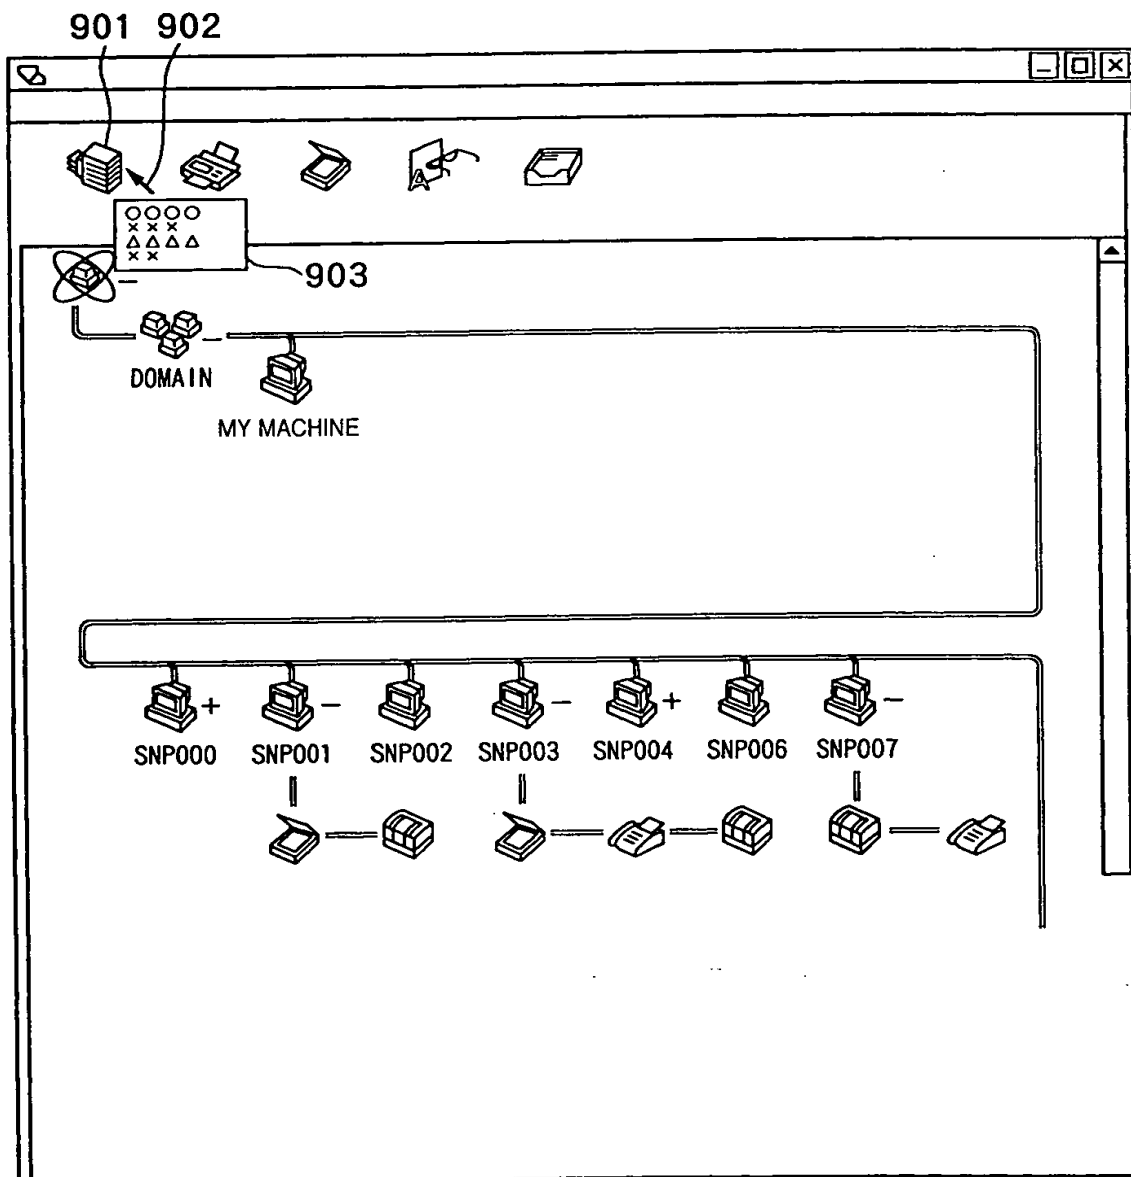 901 902
○○○○
×××
△△△△
××
903
DOMAIN
MY MACHINE
SNP000 SNP001 SNP002 SNP003 SNP004 SNP006 SNP007